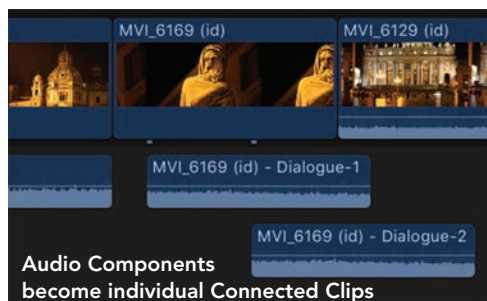 MVI_6169 (id)
MVI_6129 (id)
MVI_6169 (id) - Dialogue-1
MVI_6169 (id) - Dialogue-2
Audio Components
become individual Connected Clips